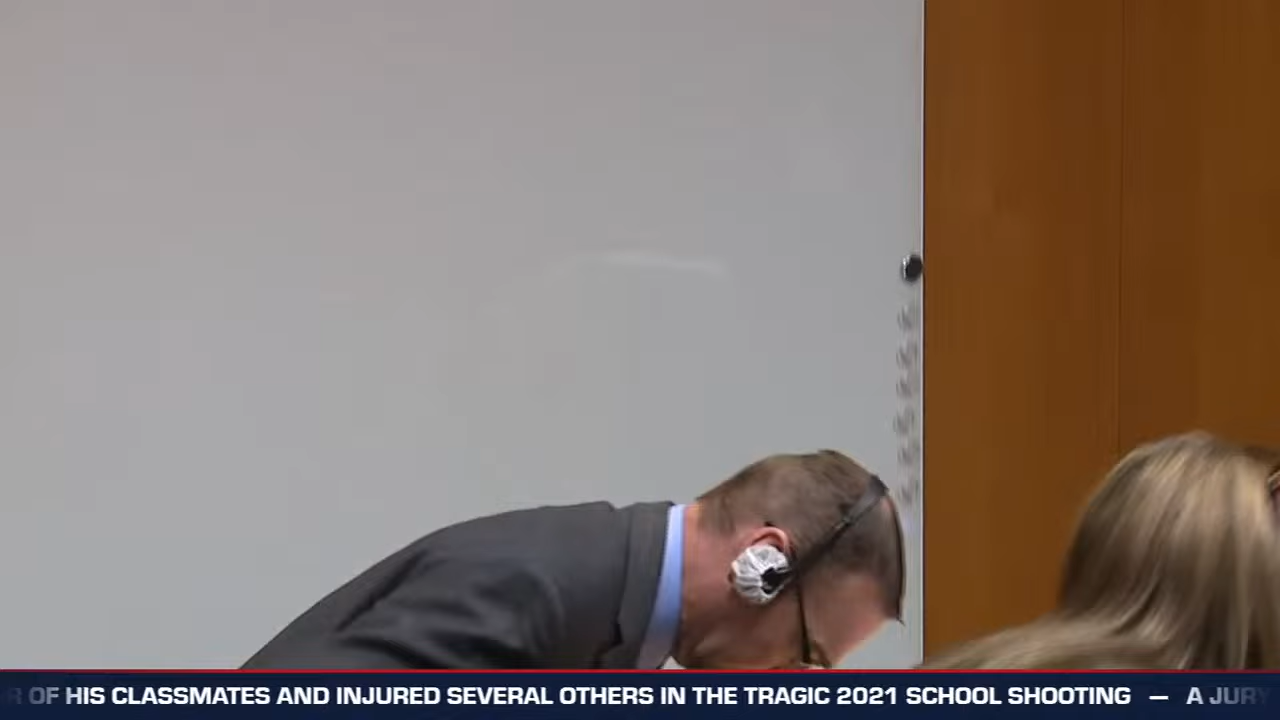 OF HIS CLASSMATES AND INJURED SEVERAL OTHERS IN THE TRAGIC 2021 SCHOOL SHOOTING — A JURY